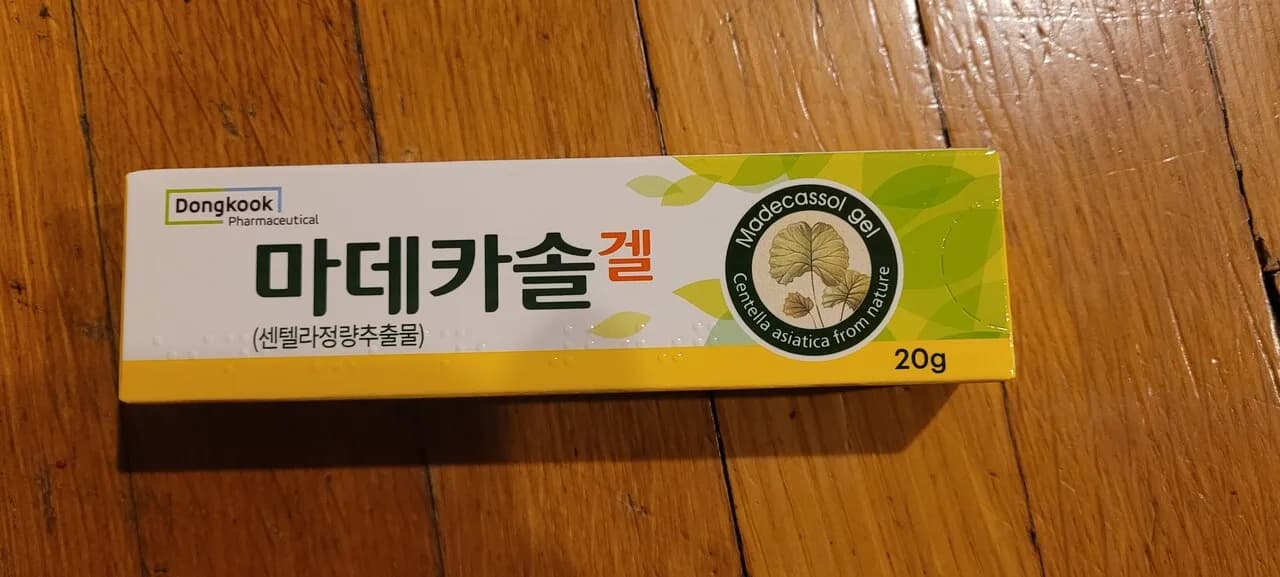 Dongkook
Pharmaceutical
마데카솔겔
(센텔라정량추출물)
Madecassol gel
Centella asiatica from nature
20g